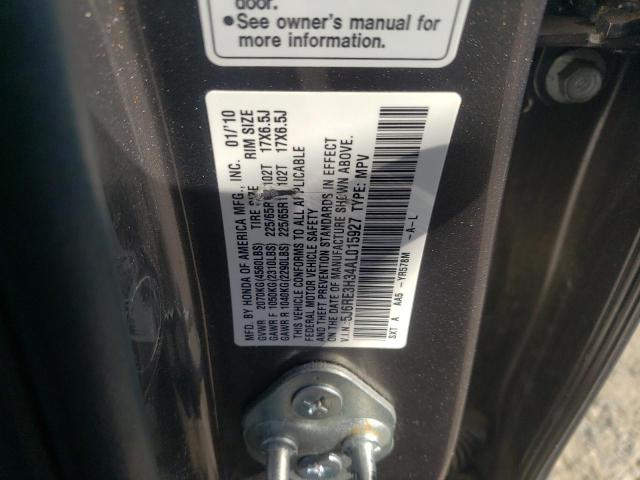 door.
• See owner's manual for
more information.
MFD. BY HONDA OF AMERICA MFG., INC. 01/'10
TIRE SIZE RIM SIZE
GVWR 2070KG(4560LBS)
GAWR F 1050KG(2310LBS) 225/65R 102T 17X6.5J
GAWR R 1040KG(2290LBS) 225/65R1 102T 17X6.5J
THIS VEHICLE CONFORMS TO ALL APPLICABLE
FEDERAL MOTOR VEHICLE SAFETY
AND THEFT PREVENTION STANDARDS IN EFFECT
ON THE DATE OF MANUFACTURE SHOWN ABOVE.
V.I.N.:5J6RE3H34AL015927 TYPE: MPV
SXT A AA5 -YR578M -A-L